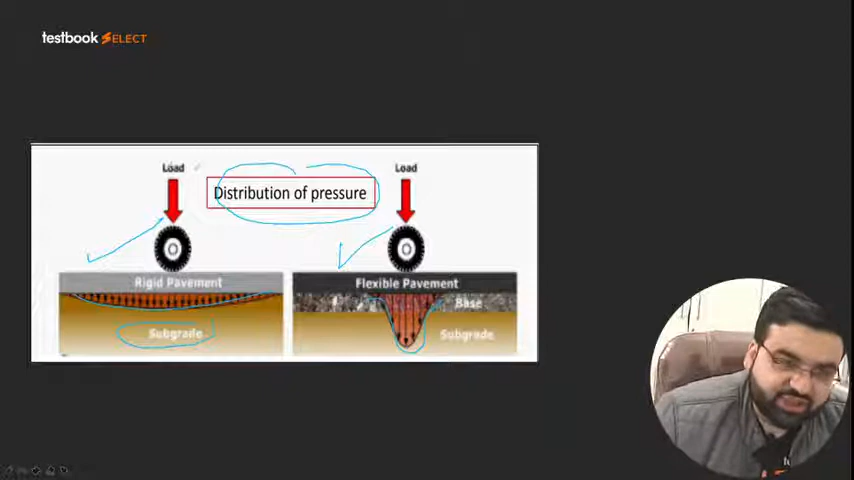 testbook SELECT
Load
Load
Distribution of pressure
Rigid Pavement
Flexible Pavement
Base
Subgrade
Subgrade